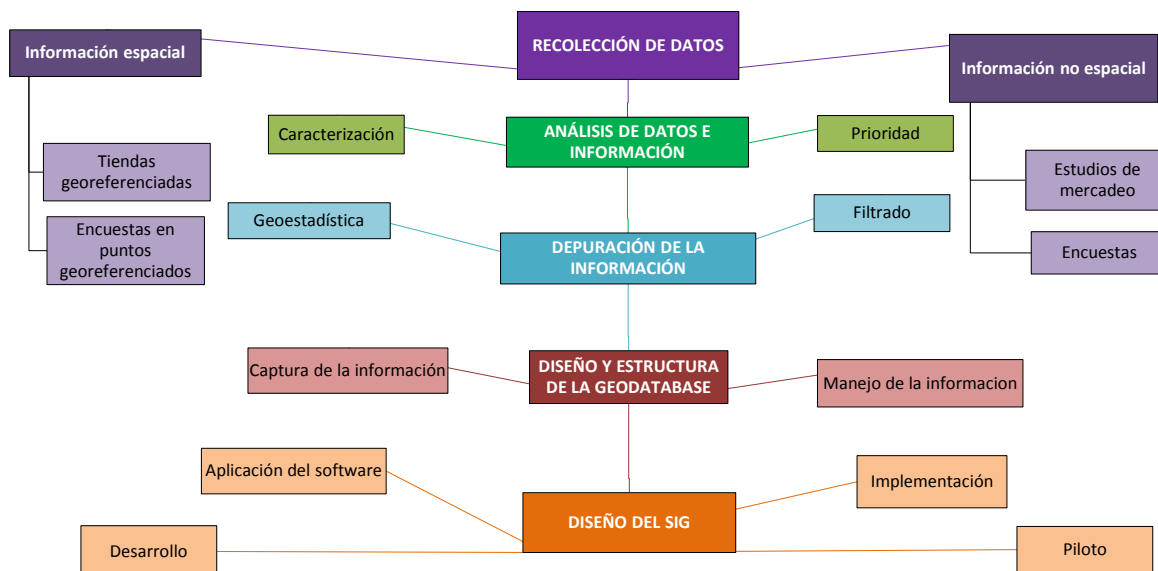 Información espacial
RECOLECCIÓN DE DATOS
Información no espacial
Caracterización
ANÁLISIS DE DATOS E
INFORMACIÓN
Prioridad
Tiendas
georeferenciadas
Estudios de
mercadeo
Geoestadística
Filtrado
Encuestas en
puntos
georeferenciados
DEPURACIÓN DE LA
INFORMACIÓN
Encuestas
Captura de la información
DISEÑO Y ESTRUCTURA
DE LA GEODATABASE
Manejo de la informacion
Aplicación del software
Implementación
DISEÑO DEL SIG
Desarrollo
Piloto